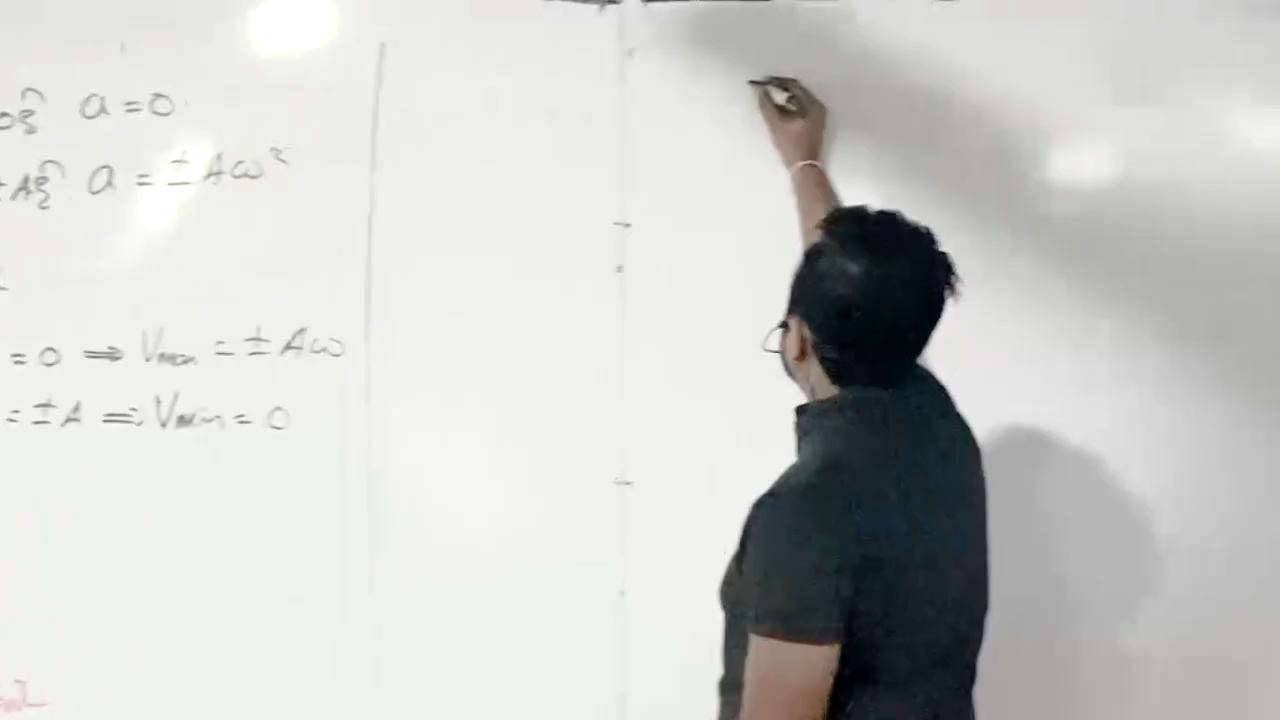 a = 0
a = ±Aω²
= 0 ⇒ Vmax = ±Aω
= ±A ⇒ Vmin = 0